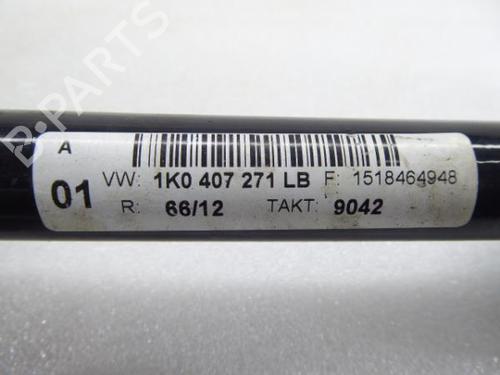 B-PARTS
A
01
VW: 1K0 407 271 LB F: 1518464948
R: 66/12 TAKT: 9042